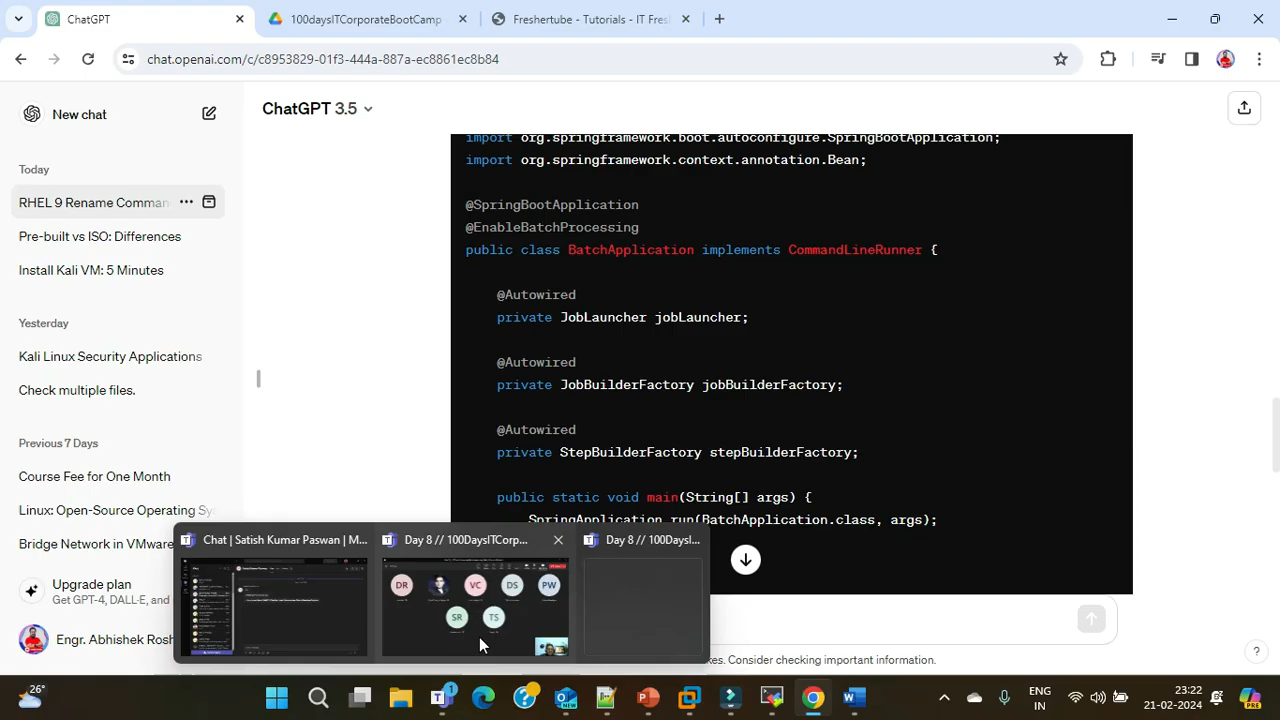 ChatGPT
100daysITCorporateBootCamp
Freshertube - Tutorials - IT Fres
chat.openai.com/c/c8953829-01f3-444a-887a-ec8861ec8b84
New chat
ChatGPT 3.5
Today
RHEL 9 Rename Comman
Pre-built vs ISO: Differences
Install Kali VM: 5 Minutes
Yesterday
Kali Linux Security Applications
Check multiple files.
Previous 7 Days
Course Fee for One Month
Linux: Open-Source Operating Sy
Bridge Network in VMware
Upgrade plan
Get GPT-4, DALL·E, and
Engr. Abhishek Rosh
import org.springframework.boot.autoconfigure.SpringBootApplication;
import org.springframework.context.annotation.Bean;
@SpringBootApplication
@EnableBatchProcessing
public class BatchApplication implements CommandLineRunner {
@Autowired
private JobLauncher jobLauncher;
@Autowired
private JobBuilderFactory jobBuilderFactory;
@Autowired
private StepBuilderFactory stepBuilderFactory;
public static void main(String[] args) {
SpringApplication.run(BatchApplication.class, args);
Chat | Satish Kumar Paswan | M...
Day 8 // 100DaysITCorp...
Day 8 // 100DaysI...
DR
VC
DS
PW
SR
TS
kes. Consider checking important information.
?
26°
1
ENG
IN
23:22
21-02-2024
PRE